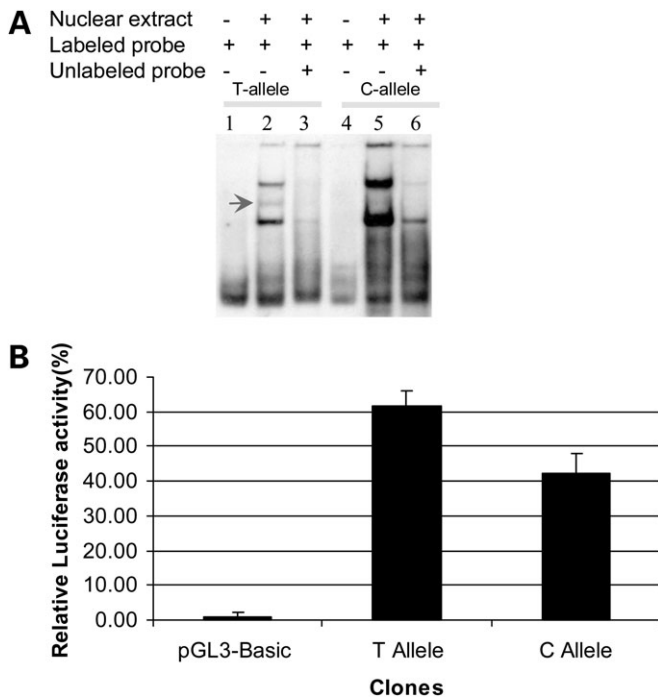 A
Nuclear extract - + + - + +
Labeled probe + + + + + +
Unlabeled probe - - + - - +
T-allele C-allele
1 2 3 4 5 6
B
Relative Luciferase activity(%)
70.00
60.00
50.00
40.00
30.00
20.00
10.00
0.00
pGL3-Basic T Allele C Allele
Clones